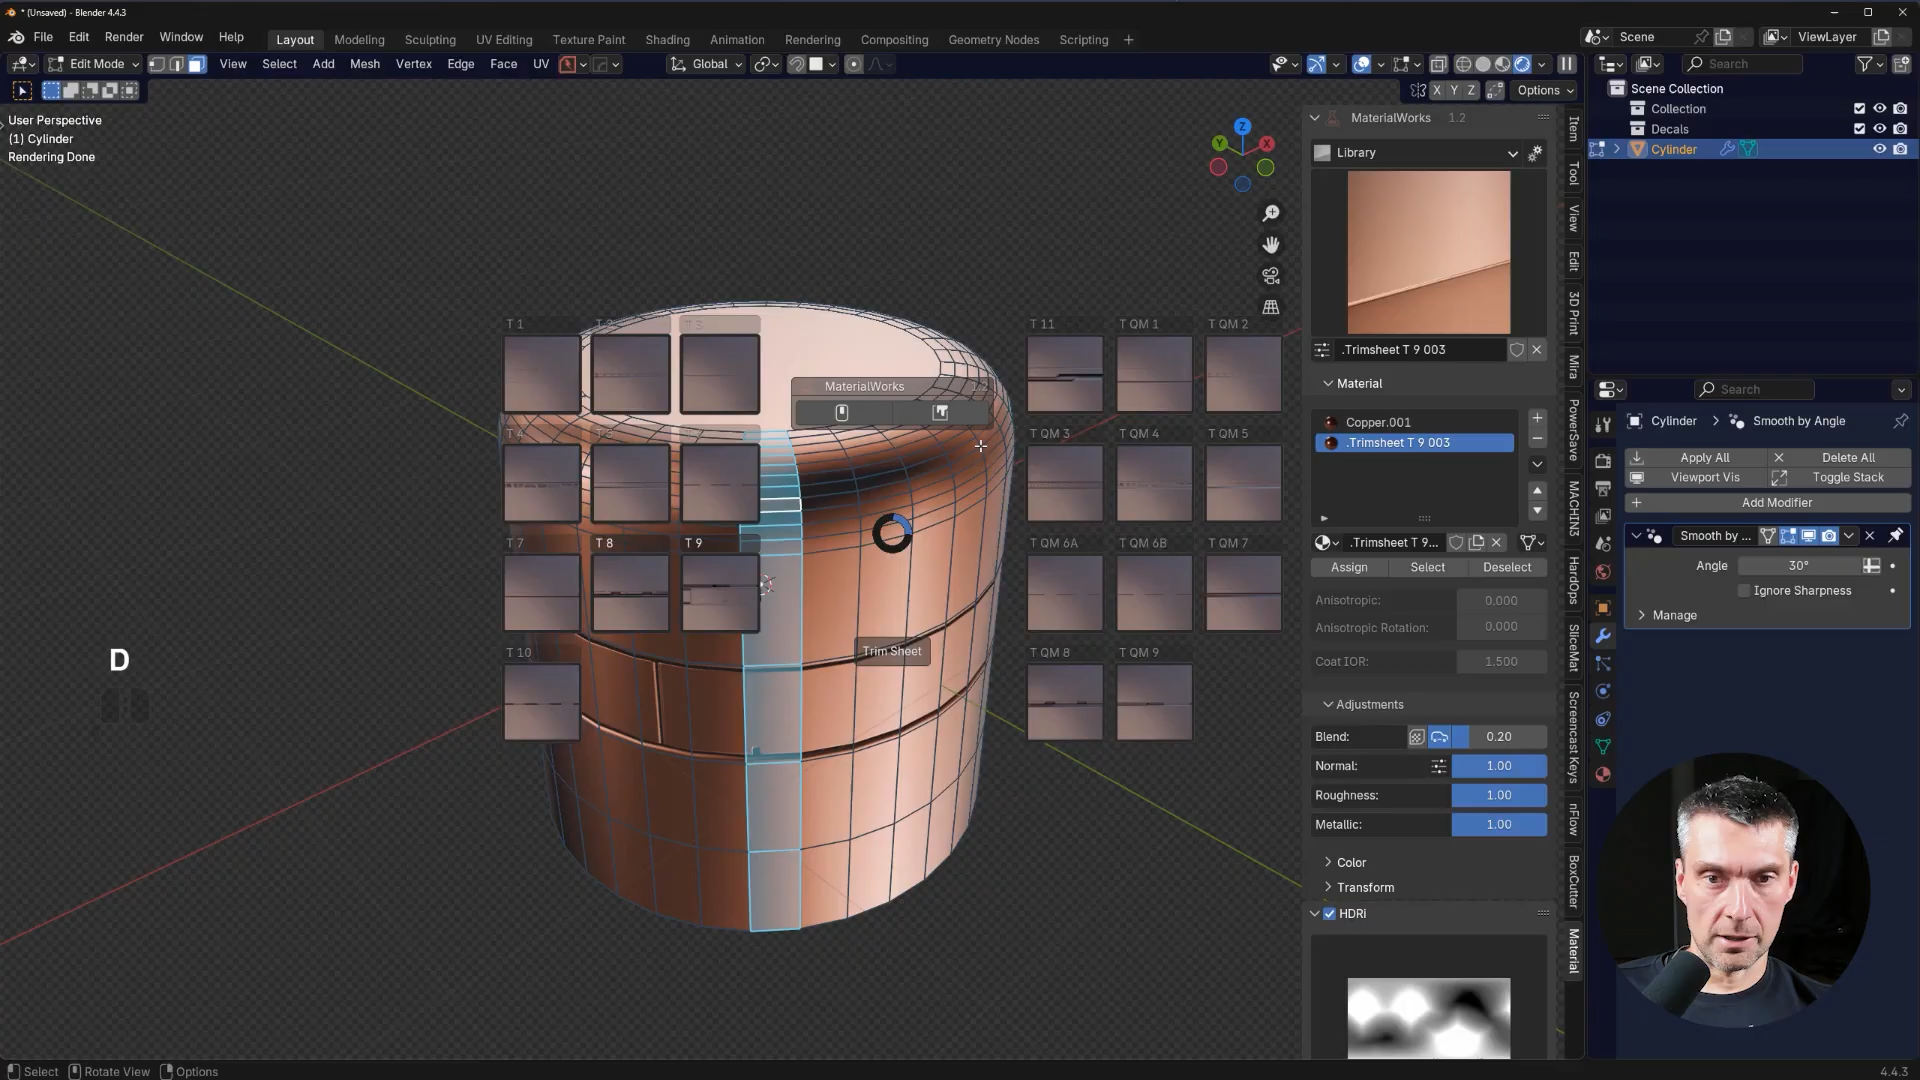 * (Unsaved) - Blender 4.4.3
File Edit Render Window Help
Layout Modeling Sculpting UV Editing Texture Paint Shading Animation Rendering Compositing Geometry Nodes Scripting +
Scene
ViewLayer
Edit Mode
View Select Add Mesh Vertex Edge Face UV
Global
X Y Z
Options
Search
Scene Collection
Collection
Decals
Cylinder
User Perspective
(1) Cylinder
Rendering Done
Z
Y
X
T 1
T 4
T 7
T 8
T 9
T 10
T 11
T QM 1
T QM 2
T QM 3
T QM 4
T QM 5
T QM 6A
T QM 6B
T QM 7
T QM 8
T QM 9
MaterialWorks 1.2
Trim Sheet
D
MaterialWorks 1.2
Library
.Trimsheet T 9 003
Material
Copper.001
.Trimsheet T 9 003
.Trimsheet T 9...
Assign Select Deselect
Anisotropic: 0.000
Anisotropic Rotation: 0.000
Coat IOR: 1.500
Adjustments
Blend: 0.20
Normal: 1.00
Roughness: 1.00
Metallic: 1.00
Color
Transform
HDRi
Item
Tool
View
Edit
3D Print
Mira
PowerSave
MACHIN3
HardOps
SliceMat
Screencast Keys
nFlow
BoxCutter
Material
Search
Cylinder > Smooth by Angle
Apply All Delete All
Viewport Vis Toggle Stack
Add Modifier
Smooth by ...
Angle 30°
Ignore Sharpness
Manage
Select Rotate View Options
4.4.3